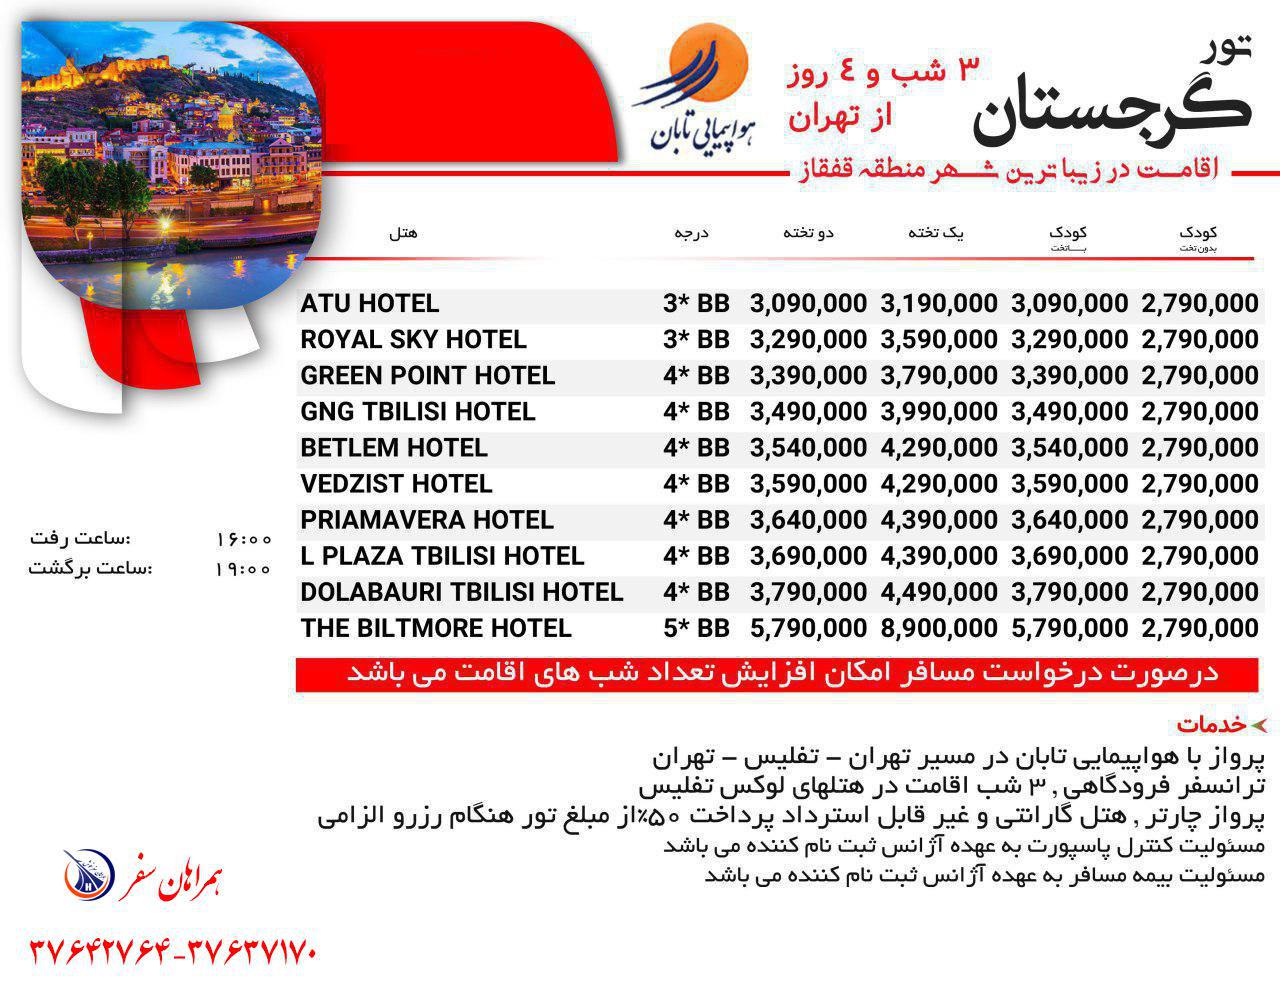 تور
گرجستان
۳ شب و ٤ روز
از تهران
هواپیمایی تابان
اقامت در زیباترین شهر منطقه قفقاز
هتل درجه دو تخته یک تخته کودک باتخت کودک بدون تخت
ATU HOTEL 3* BB 3,090,000 3,190,000 3,090,000 2,790,000
ROYAL SKY HOTEL 3* BB 3,290,000 3,590,000 3,290,000 2,790,000
GREEN POINT HOTEL 4* BB 3,390,000 3,790,000 3,390,000 2,790,000
GNG TBILISI HOTEL 4* BB 3,490,000 3,990,000 3,490,000 2,790,000
BETLEM HOTEL 4* BB 3,540,000 4,290,000 3,540,000 2,790,000
VEDZIST HOTEL 4* BB 3,590,000 4,290,000 3,590,000 2,790,000
PRIAMAVERA HOTEL 4* BB 3,640,000 4,390,000 3,640,000 2,790,000
L PLAZA TBILISI HOTEL 4* BB 3,690,000 4,390,000 3,690,000 2,790,000
DOLABAURI TBILISI HOTEL 4* BB 3,790,000 4,490,000 3,790,000 2,790,000
THE BILTMORE HOTEL 5* BB 5,790,000 8,900,000 5,790,000 2,790,000
ساعت رفت: ۱۶:۰۰
ساعت برگشت: ۱۹:۰۰
درصورت درخواست مسافر امکان افزایش تعداد شب های اقامت می باشد
خدمات
پرواز با هواپیمایی تابان در مسیر تهران – تفلیس – تهران
ترانسفر فرودگاهی , ۳ شب اقامت در هتلهای لوکس تفلیس
پرواز چارتر , هتل گارانتی و غیر قابل استرداد پرداخت ۵۰٪از مبلغ تور هنگام رزرو الزامی
مسئولیت کنترل پاسپورت به عهده آژانس ثبت نام کننده می باشد
مسئولیت بیمه مسافر به عهده آژانس ثبت نام کننده می باشد
همراهان سفر
۳۷۶۴۲۷۶۴-۳۷۶۳۷۱۷۰